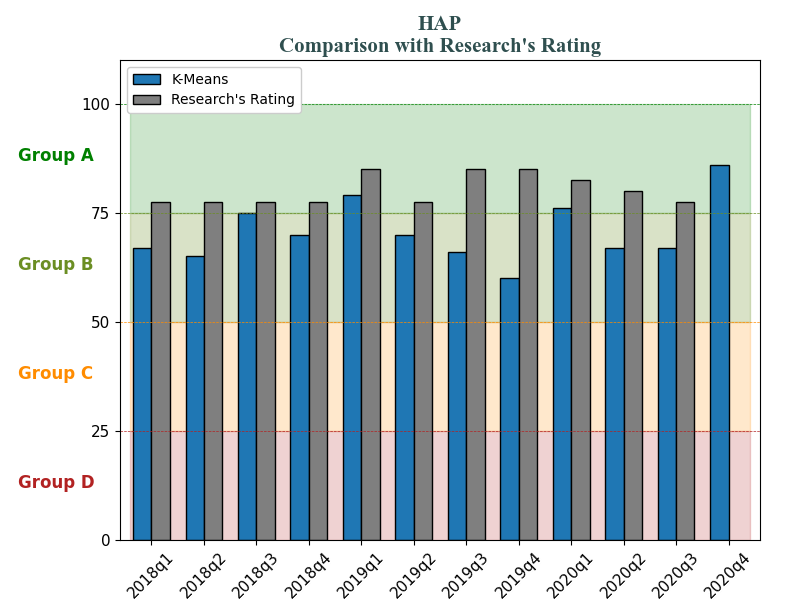 HAP
Comparison with Research's Rating
K-Means
Research's Rating
100
Group A
75
Group B
50
Group C
25
Group D
0
2018q1
2018q2
2018q3
2018q4
2019q1
2019q2
2019q3
2019q4
2020q1
2020q2
2020q3
2020q4